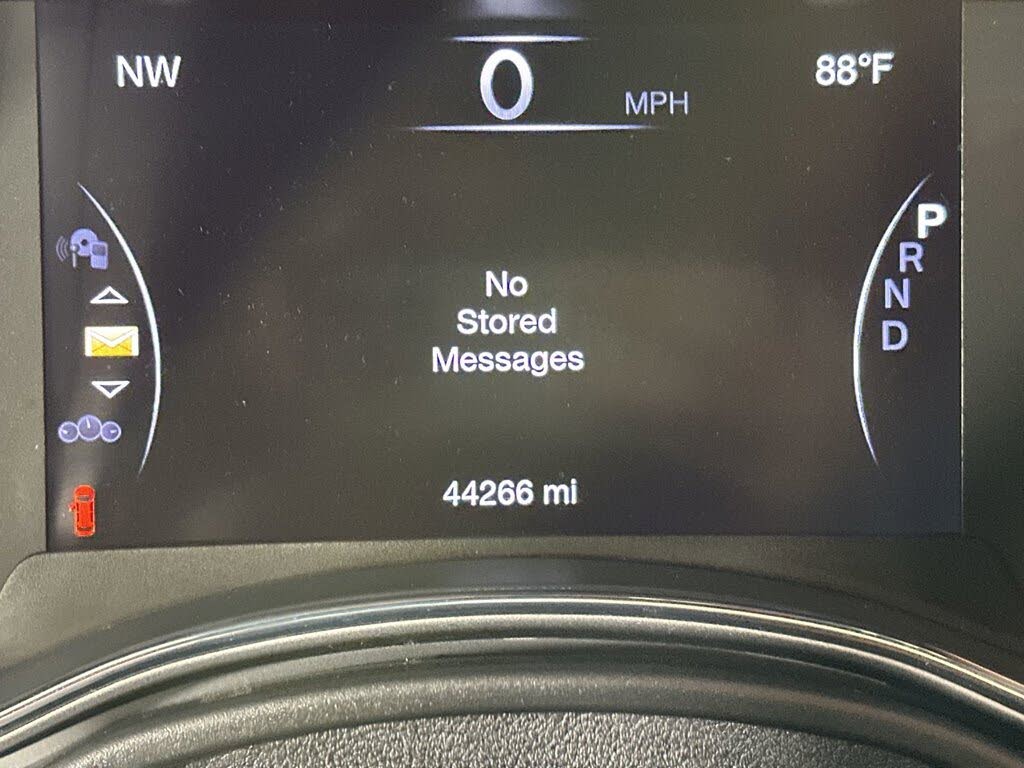 NW
0
MPH
88°F
P
R
N
D
No
Stored
Messages
44266 mi